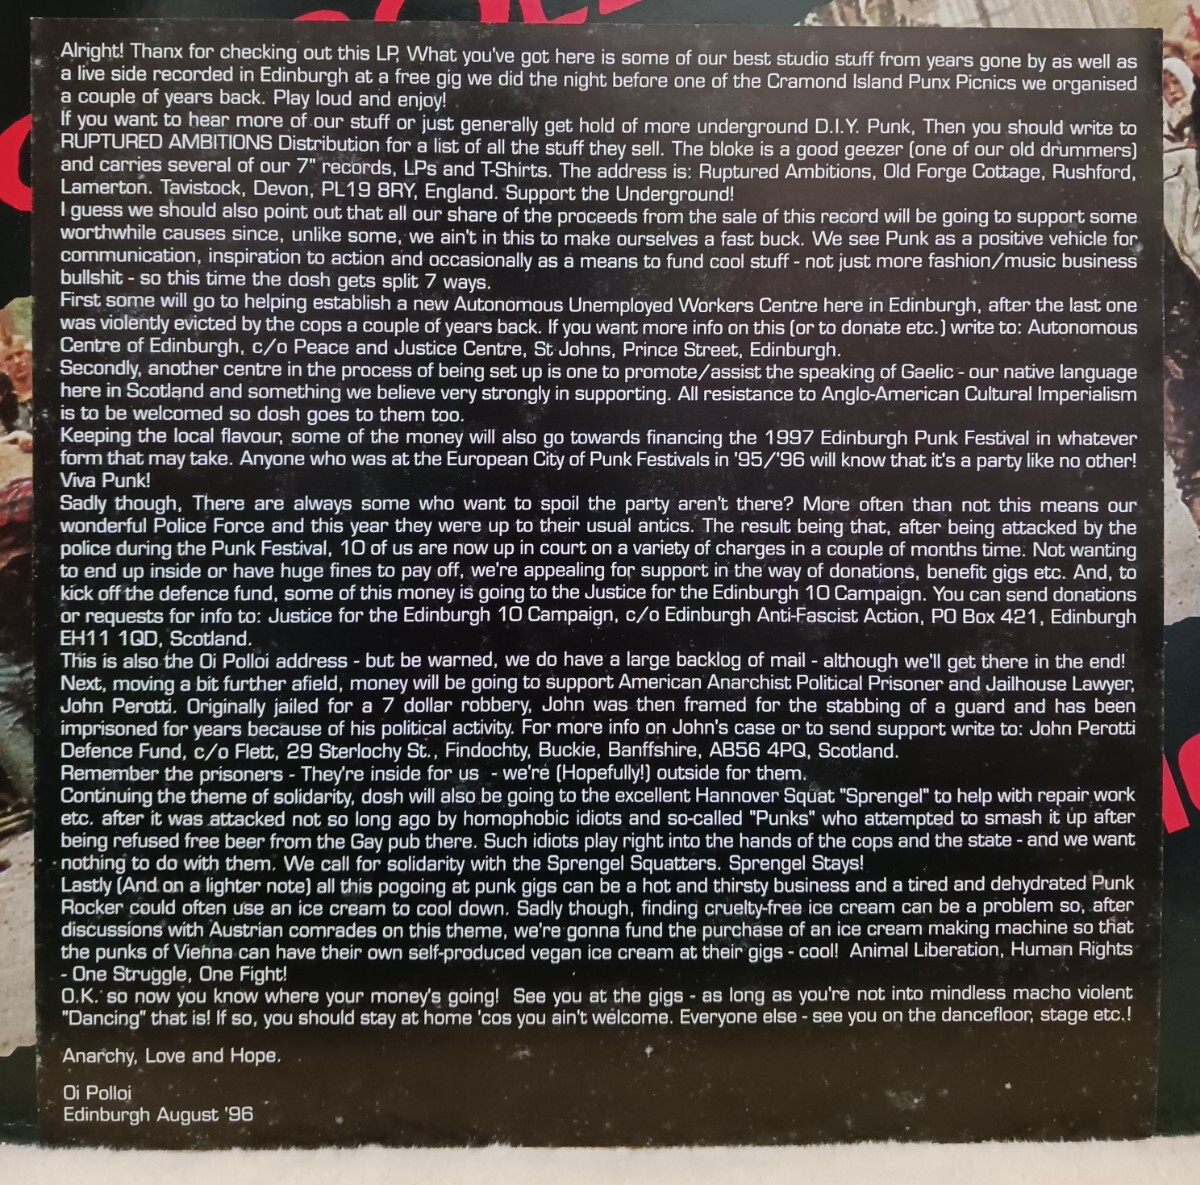 Alright! Thanx for checking out this LP, What you've got here is some of our best studio stuff from years gone by as well as
a live side recorded in Edinburgh at a free gig we did the night before one of the Cramond Island Punx Picnics we organised
a couple of years back. Play loud and enjoy!
If you want to hear more of our stuff or just generally get hold of more underground D.I.Y. Punk, Then you should write to
RUPTURED AMBITIONS Distribution for a list of all the stuff they sell. The bloke is a good geezer (one of our old drummers)
and carries several of our 7" records, LPs and T-Shirts. The address is: Ruptured Ambitions, Old Forge Cottage, Rushford,
Lamerton. Tavistock, Devon, PL19 8RY, England. Support the Underground!
I guess we should also point out that all our share of the proceeds from the sale of this record will be going to support some
worthwhile causes since, unlike some, we ain't in this to make ourselves a fast buck. We see Punk as a positive vehicle for
communication, inspiration to action and occasionally as a means to fund cool stuff - not just more fashion/music business
bullshit - so this time the dosh gets split 7 ways.
First some will go to helping establish a new Autonomous Unemployed Workers Centre here in Edinburgh, after the last one
was violently evicted by the cops a couple of years back. If you want more info on this (or to donate etc.) write to: Autonomous
Centre of Edinburgh, c/o Peace and Justice Centre, St Johns, Prince Street, Edinburgh.
Secondly, another centre in the process of being set up is one to promote/assist the speaking of Gaelic - our native language
here in Scotland and something we believe very strongly in supporting. All resistance to Anglo-American Cultural Imperialism
is to be welcomed so dosh goes to them too.
Keeping the local flavour, some of the money will also go towards financing the 1997 Edinburgh Punk Festival in whatever
form that may take. Anyone who was at the European City of Punk Festivals in '95/'96 will know that it's a party like no other!
Viva Punk!
Sadly though, There are always some who want to spoil the party aren't there? More often than not this means our
wonderful Police Force and this year they were up to their usual antics. The result being that, after being attacked by the
police during the Punk Festival, 10 of us are now up in court on a variety of charges in a couple of months time. Not wanting
to end up inside or have huge fines to pay off, we're appealing for support in the way of donations, benefit gigs etc. And, to
kick off the defence fund, some of this money is going to the Justice for the Edinburgh 10 Campaign. You can send donations
or requests for info to: Justice for the Edinburgh 10 Campaign, c/o Edinburgh Anti-Fascist Action, PO Box 421, Edinburgh
EH11 1QD, Scotland.
This is also the Oi Polloi address - but be warned, we do have a large backlog of mail - although we'll get there in the end!
Next, moving a bit further afield, money will be going to support American Anarchist Political Prisoner and Jailhouse Lawyer,
John Perotti. Originally jailed for a 7 dollar robbery, John was then framed for the stabbing of a guard and has been
imprisoned for years because of his political activity. For more info on John's case or to send support write to: John Perotti
Defence Fund, c/o Flett, 29 Sterlochy St., Findochty, Buckie, Banffshire, AB56 4PQ, Scotland.
Remember the prisoners - They're inside for us - we're (Hopefully!) outside for them.
Continuing the theme of solidarity, dosh will also be going to the excellent Hannover Squat "Sprengel" to help with repair work
etc. after it was attacked not so long ago by homophobic idiots and so-called "Punks" who attempted to smash it up after
being refused free beer from the Gay pub there. Such idiots play right into the hands of the cops and the state - and we want
nothing to do with them. We call for solidarity with the Sprengel Squatters. Sprengel Stays!
Lastly (And on a lighter note) all this pogoing at punk gigs can be a hot and thirsty business and a tired and dehydrated Punk
Rocker could often use an ice cream to cool down. Sadly though, finding cruelty-free ice cream can be a problem so, after
discussions with Austrian comrades on this theme, we're gonna fund the purchase of an ice cream making machine so that
the punks of Vienna can have their own self-produced vegan ice cream at their gigs - cool! Animal Liberation, Human Rights
- One Struggle, One Fight!
O.K. so now you know where your money's going! See you at the gigs - as long as you're not into mindless macho violent
"Dancing" that is! If so, you should stay at home 'cos you ain't welcome. Everyone else - see you on the dancefloor, stage etc.!
Anarchy, Love and Hope.
Oi Polloi
Edinburgh August '96